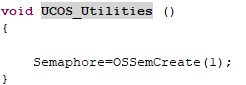 void UCOS_Utilities ()
{
Semaphore=OSSemCreate(1);
}